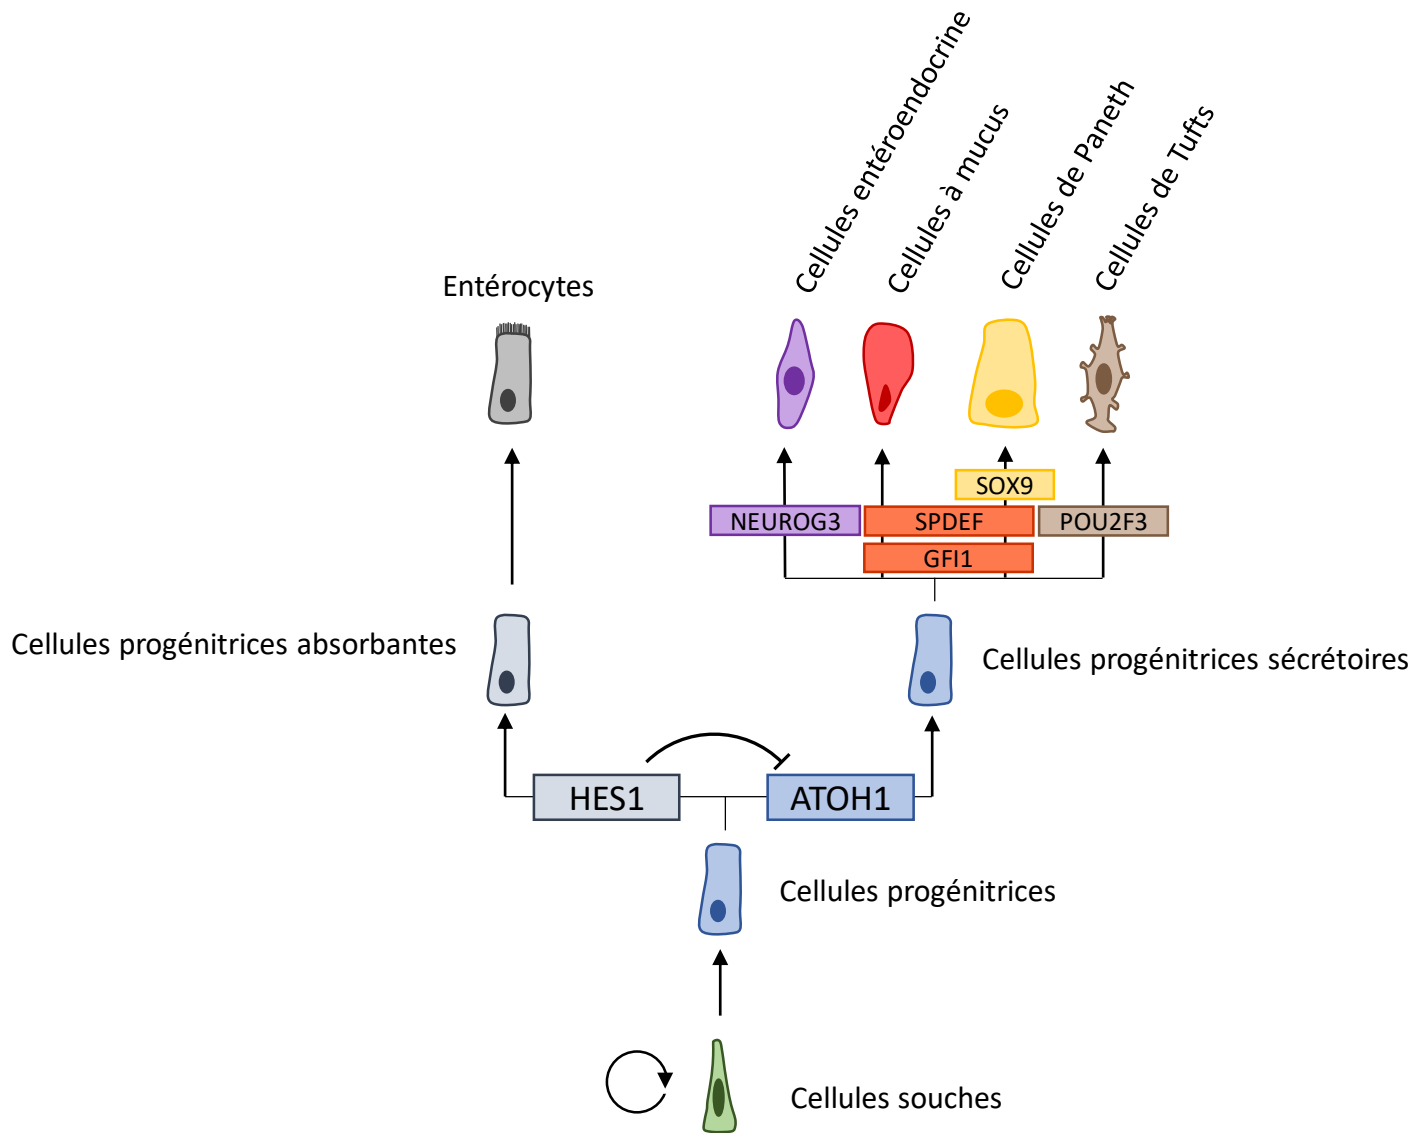 Cellules entéroendocrine
Cellules à mucus
Cellules de Paneth
Cellules de Tufts
Entérocytes
SOX9
NEUROG3
SPDEF
POU2F3
GFI1
Cellules progénitrices absorbantes
Cellules progénitrices sécrétoires
HES1
ATOH1
Cellules progénitrices
Cellules souches